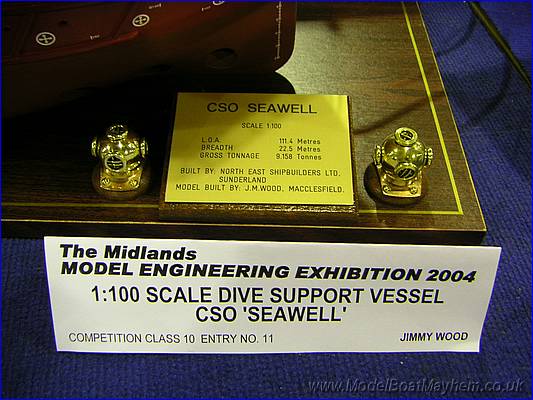 CSO SEAWELL
SCALE 1:100
L.O.A. 111.4 Metres
BREADTH 22.5 Metres
GROSS TONNAGE 9.158 Tonnes
BUILT BY: NORTH EAST SHIPBUILDERS LTD.
SUNDERLAND
MODEL BUILT BY: J.M.WOOD, MACCLESFIELD.
The Midlands
MODEL ENGINEERING EXHIBITION 2004
1:100 SCALE DIVE SUPPORT VESSEL
CSO 'SEAWELL'
COMPETITION CLASS 10 ENTRY NO. 11 JIMMY WOOD
www.ModelBoatMayhem.co.uk